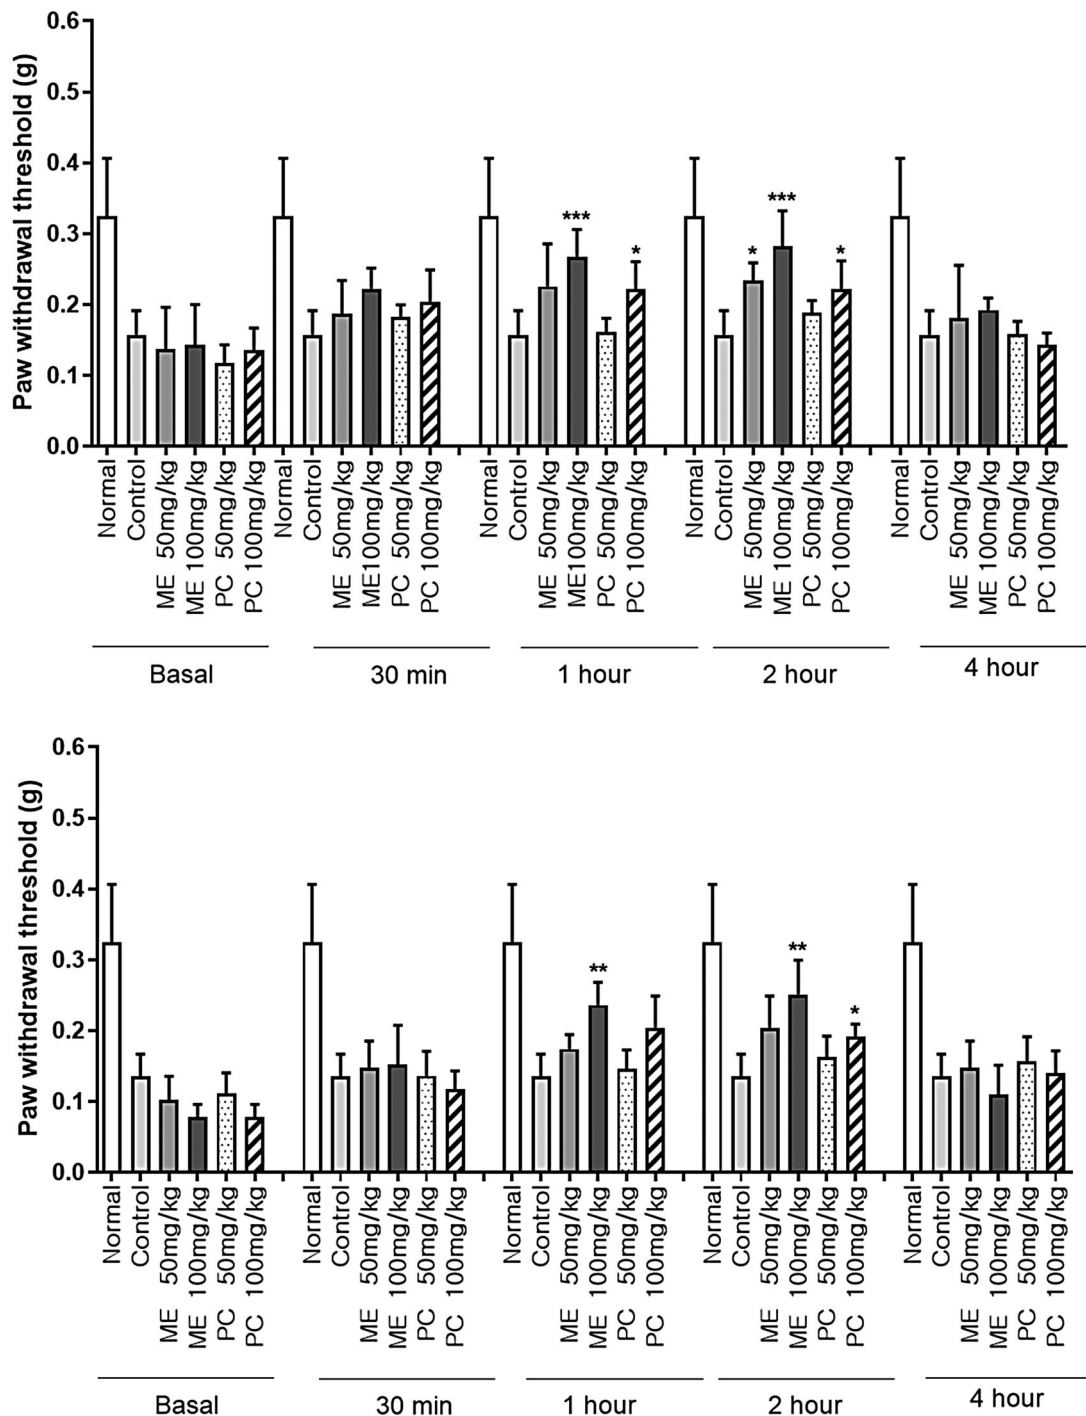 Paw withdrawal threshold (g)
0.6
0.5
0.4
0.3
0.2
0.1
0.0
***
*
*
***
*
Normal
Control
ME 50mg/kg
ME 100mg/kg
PC 50mg/kg
PC 100mg/kg
Normal
Control
ME 50mg/kg
ME100mg/kg
PC 50mg/kg
PC 100mg/kg
Normal
Control
ME 50mg/kg
ME100mg/kg
PC 50mg/kg
PC 100mg/kg
Normal
Control
ME 50mg/kg
ME 100mg/kg
PC 50mg/kg
PC 100mg/kg
Normal
Control
ME 50mg/kg
ME 100mg/kg
PC 50mg/kg
PC 100mg/kg
Basal
30 min
1 hour
2 hour
4 hour
Paw withdrawal threshold (g)
0.6
0.5
0.4
0.3
0.2
0.1
0.0
**
**
*
Normal
Control
ME 50mg/kg
ME 100mg/kg
PC 50mg/kg
PC 100mg/kg
Normal
Control
ME 50mg/kg
ME 100mg/kg
PC 50mg/kg
PC 100mg/kg
Normal
Control
ME 50mg/kg
ME 100mg/kg
PC 50mg/kg
PC 100mg/kg
Normal
Control
ME 50mg/kg
ME 100mg/kg
PC 50mg/kg
PC 100mg/kg
Normal
Control
ME 50mg/kg
ME 100mg/kg
PC 50mg/kg
PC 100mg/kg
Basal
30 min
1 hour
2 hour
4 hour